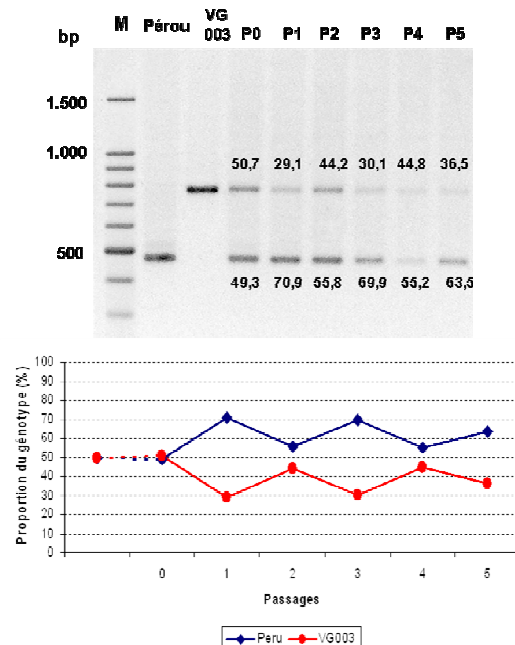 bp M Pérou VG 003 P0 P1 P2 P3 P4 P5
1.500
1.000
50,7 29,1 44,2 30,1 44,8 36,5
500
49,3 70,9 55,8 69,9 55,2 63,5
Proportion du génotype (%)
100
90
80
70
60
50
40
30
20
10
0
0 1 2 3 4 5
Passages
Peru VG003